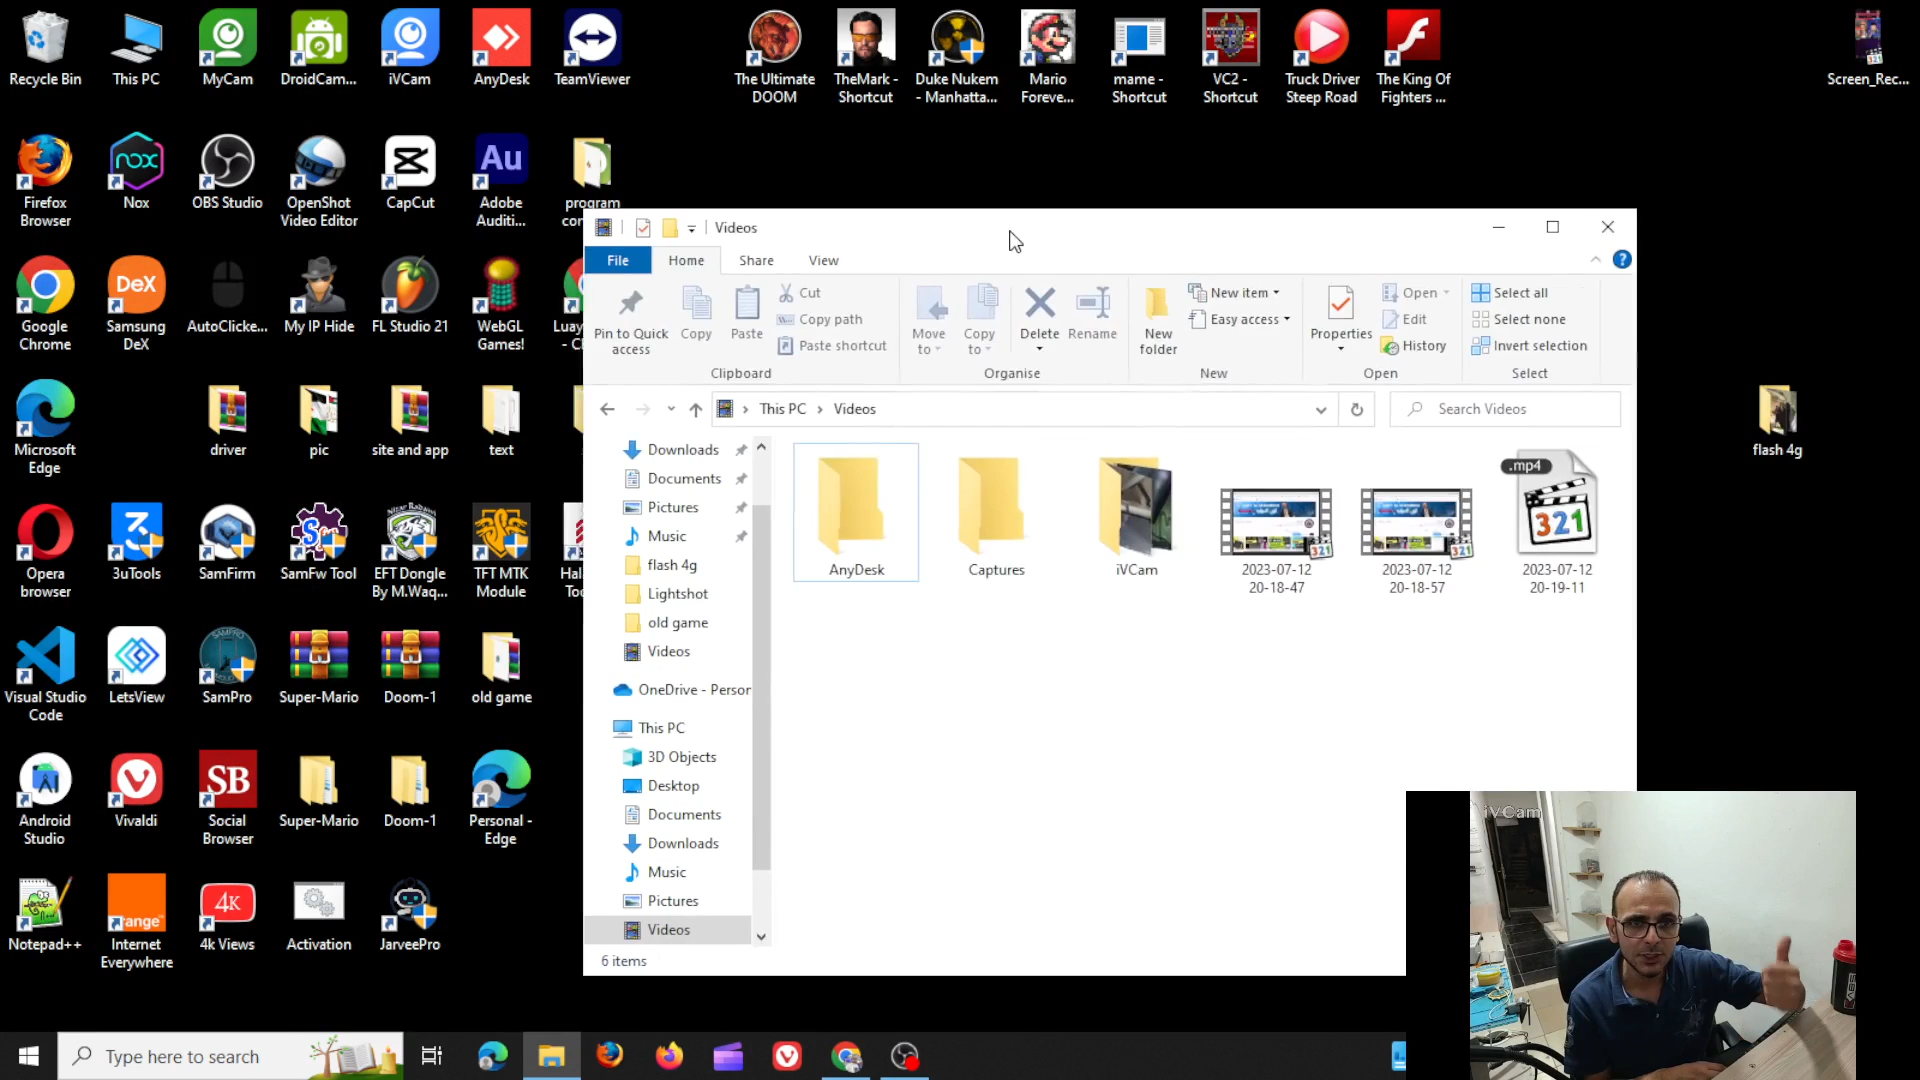 Recycle Bin
This PC
MyCam
DroidCam...
iVCam
AnyDesk
TeamViewer
The Ultimate
DOOM
TheMark -
Shortcut
Duke Nukem
- Manhatta...
Mario
Foreve...
mame -
Shortcut
VC2 -
Shortcut
Truck Driver
Steep Road
The King Of
Fighters ...
Screen_Rec...
Firefox
Browser
nox
Nox
OBS Studio
OpenShot
Video Editor
CapCut
Au
Adobe
Auditi...
program
Videos
File
Home
Share
View
Google
Chrome
DeX
Samsung
DeX
AutoClicke...
My IP Hide
FL Studio 21
WebGL
Games!
Pin to Quick
access
Copy
Paste
Cut
Copy path
Paste shortcut
Clipboard
Move
to
Copy
to
Delete
Rename
Organise
New
folder
New item
Easy access
New
Properties
Open
Edit
History
Open
Select all
Select none
Invert selection
Select
Microsoft
Edge
driver
pic
site and app
text
flash 4g
This PC
Videos
Search Videos
Downloads
Documents
Pictures
Music
flash 4g
Lightshot
old game
Videos
OneDrive - Person
This PC
3D Objects
Desktop
Documents
Downloads
Music
Pictures
Videos
AnyDesk
Captures
iVCam
2023-07-12
20-18-47
2023-07-12
20-18-57
.mp4
321
2023-07-12
20-19-11
6 items
Opera
browser
3uTools
SamFirm
SamFw Tool
EFT Dongle
By M.Waq...
TFT MTK
Module
Visual Studio
Code
LetsView
SamPro
Super-Mario
Doom-1
old game
Android
Studio
Vivaldi
SB
Social
Browser
Super-Mario
Doom-1
Personal -
Edge
Notepad++
range
Internet
Everywhere
4K
4k Views
Activation
JarveePro
iVCam
Type here to search